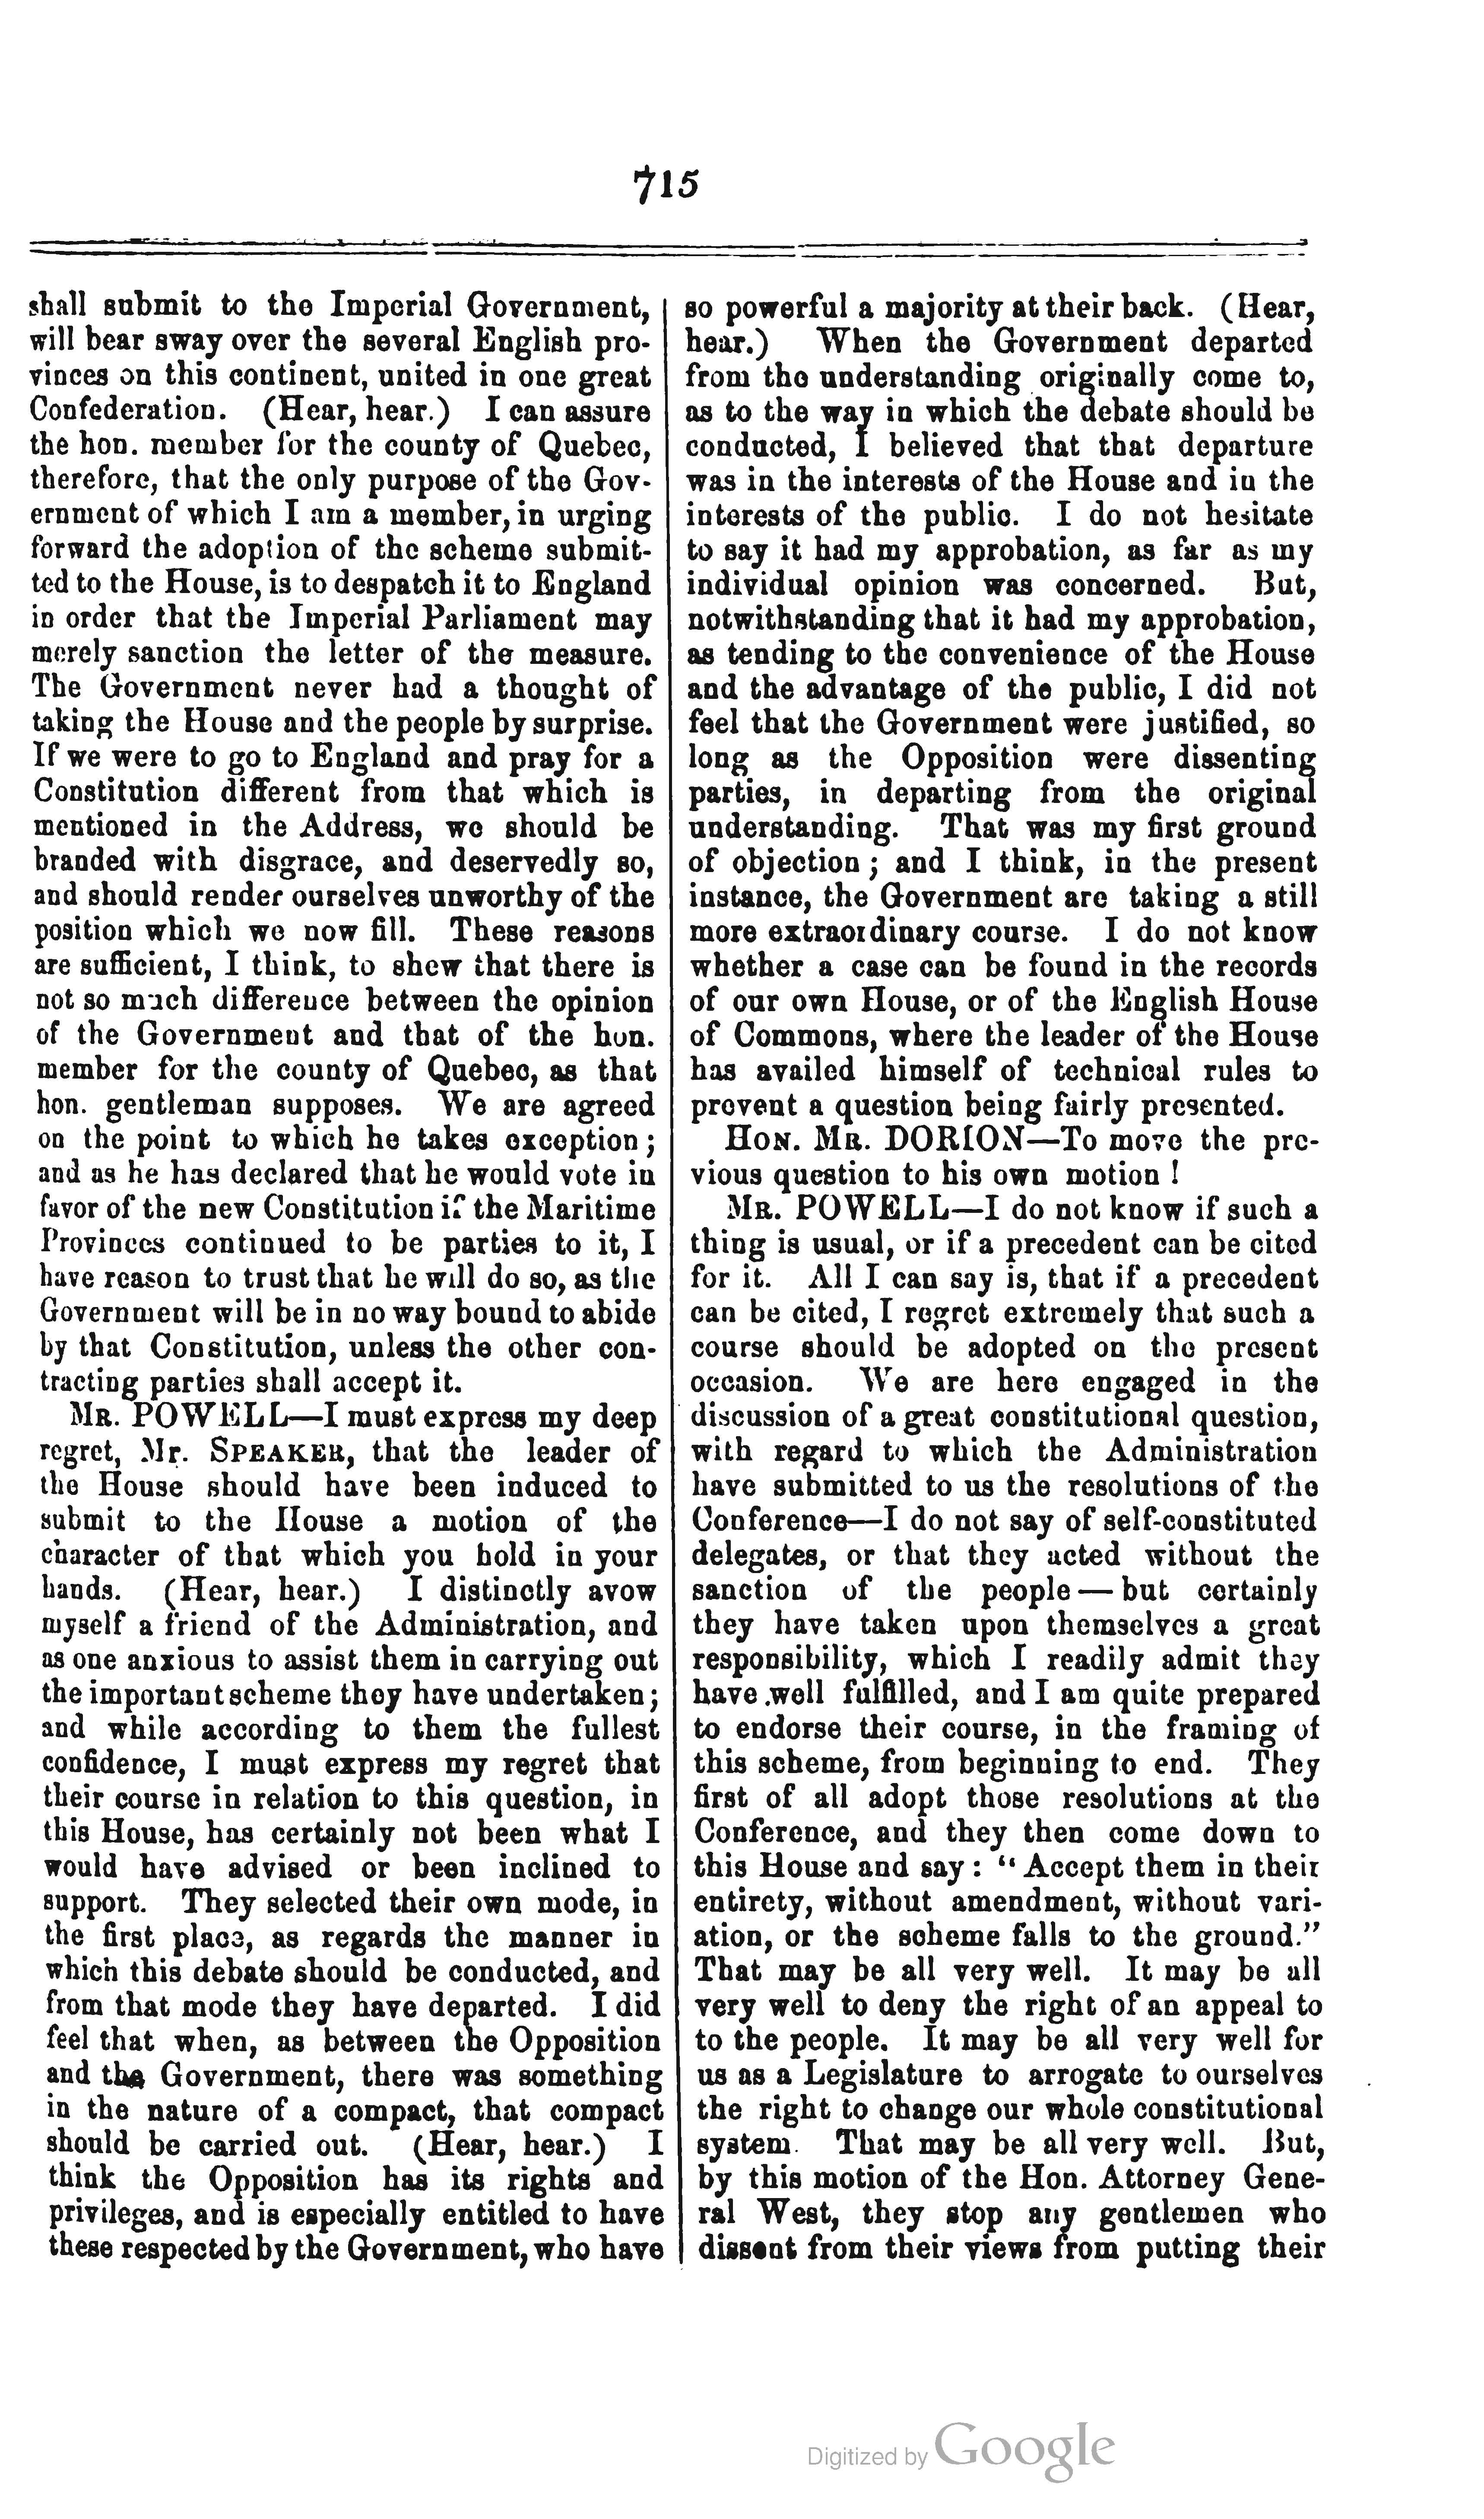 715
shall submit to the Imperial Government,
will bear sway over the several English pro-
vinces on this continent, united in one great
Confederation. (Hear, hear.) I can assure
the hon. member for the county of Quebec,
therefore, that the only purpose of the Gov-
ernment of which I am a member, in urging
forward the adoption of the scheme submit-
ted to the House, is to despatch it to England
in order that the Imperial Parliament may
merely sanction the letter of the measure.
The Government never had a thought of
taking the House and the people by surprise.
If we were to go to England and pray for a
Constitution different from that which is
mentioned in the Address, we should be
branded with disgrace, and deservedly so,
and should render ourselves unworthy of the
position which we now fill. These reasons
are sufficient, I think, to shew that there is
not so much difference between the opinion
of the Government and that of the hon.
member for the county of Quebec, as that
hon. gentleman supposes. We are agreed
on the point to which he takes exception;
and as he has declared that he would vote in
favor of the new Constitution if the Maritime
Provinces continued to be parties to it, I
have reason to trust that he will do so, as the
Government will be in no way bound to abide
by that Constitution, unless the other con-
tracting parties shall accept it.
MR. POWELL—I must express my deep
regret, Mr. SPEAKER, that the leader of
the House should have been induced to
submit to the House a motion of the
character of that which you hold in your
hands. (Hear, hear.) I distinctly avow
myself a friend of the Administration, and
as one anxious to assist them in carrying out
the important scheme they have undertaken;
and while according to them the fullest
confidence, I must express my regret that
their course in relation to this question, in
this House, has certainly not been what I
would have advised or been inclined to
support. They selected their own mode, in
the first place, as regards the manner in
which this debate should be conducted, and
from that mode they have departed. I did
feel that when, as between the Opposition
and the Government, there was something
in the nature of a compact, that compact
should be carried out. (Hear, hear.) I
think the Opposition has its rights and
privileges, and is especially entitled to have
these respected by the Government, who have
so powerful a majority at their back. (Hear,
hear.) When the Government departed
from the understanding originally come to,
as to the way in which the debate should be
conducted, I believed that that departure
was in the interests of the House and in the
interests of the public. I do not hesitate
to say it had my approbation, as far as my
individual opinion was concerned. But,
notwithstanding that it had my approbation,
as tending to the convenience of the House
and the advantage of the public, I did not
feel that the Government were justified, so
long as the Opposition were dissenting
parties, in departing from the original
understanding. That was my first ground
of objection; and I think, in the present
instance, the Government are taking a still
more extraordinary course. I do not know
whether a case can be found in the records
of our own House, or of the English House
of Commons, where the leader of the House
has availed himself of technical rules to
prevent a question being fairly presented.
HON. MR. DORION—To move the pre-
vious question to his own motion!
MR. POWELL—I do not know if such a
thing is usual, or if a precedent can be cited
for it. All I can say is, that if a precedent
can be cited, I regret extremely that such a
course should be adopted on the present
occasion. We are here engaged in the
discussion of a great constitutional question,
with regard to which the Administration
have submitted to us the resolutions of the
Conference—I do not say of self-constituted
delegates, or that they acted without the
sanction of the people—but certainly
they have taken upon themselves a great
responsibility, which I readily admit they
have well fulfilled, and I am quite prepared
to endorse their course, in the framing of
this scheme, from beginning to end. They
first of all adopt those resolutions at the
Conference, and they then come down to
this House and say: "Accept them in their
entirety, without amendment, without vari-
ation, or the scheme falls to the ground."
That may be all very well. It may be all
very well to deny the right of an appeal to
to the people. It may be all very well for
us as a Legislature to arrogate to ourselves
the right to change our whole constitutional
system. That may be all very well. But,
by this motion of the Hon. Attorney Gene-
ral West, they stop any gentlemen who
dissent from their views from putting their
Digitized by Google